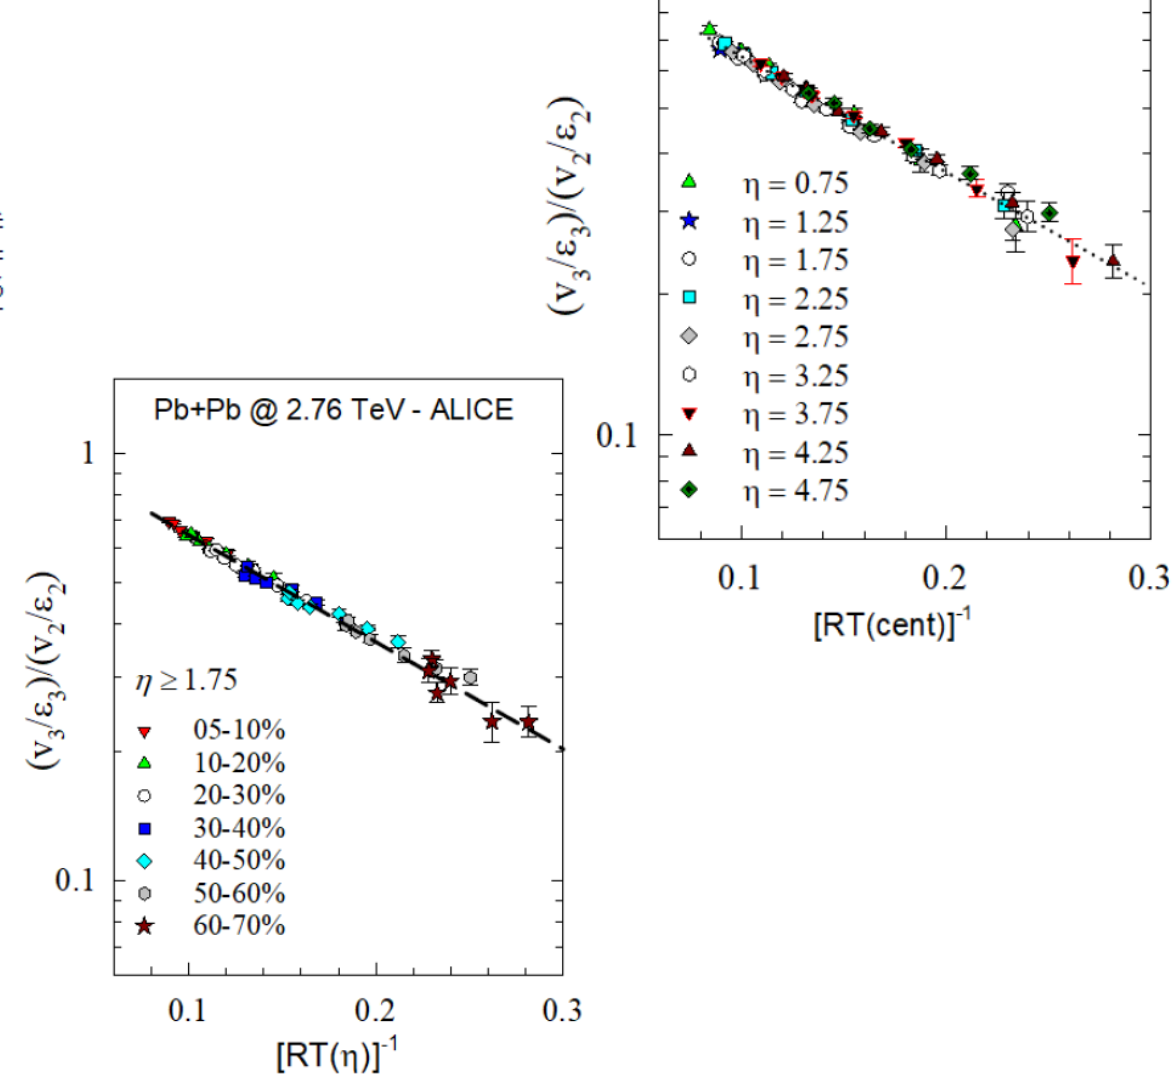 (v3/ε3)/(v2/ε2)
η = 0.75
η = 1.25
η = 1.75
η = 2.25
η = 2.75
η = 3.25
η = 3.75
η = 4.25
η = 4.75
0.1
0.1
0.2
0.3
[RT(cent)]⁻¹
Pb+Pb @ 2.76 TeV - ALICE
1
(v3/ε3)/(v2/ε2)
η ≥ 1.75
05-10%
10-20%
20-30%
30-40%
40-50%
50-60%
60-70%
0.1
0.1
0.2
0.3
[RT(η)]⁻¹